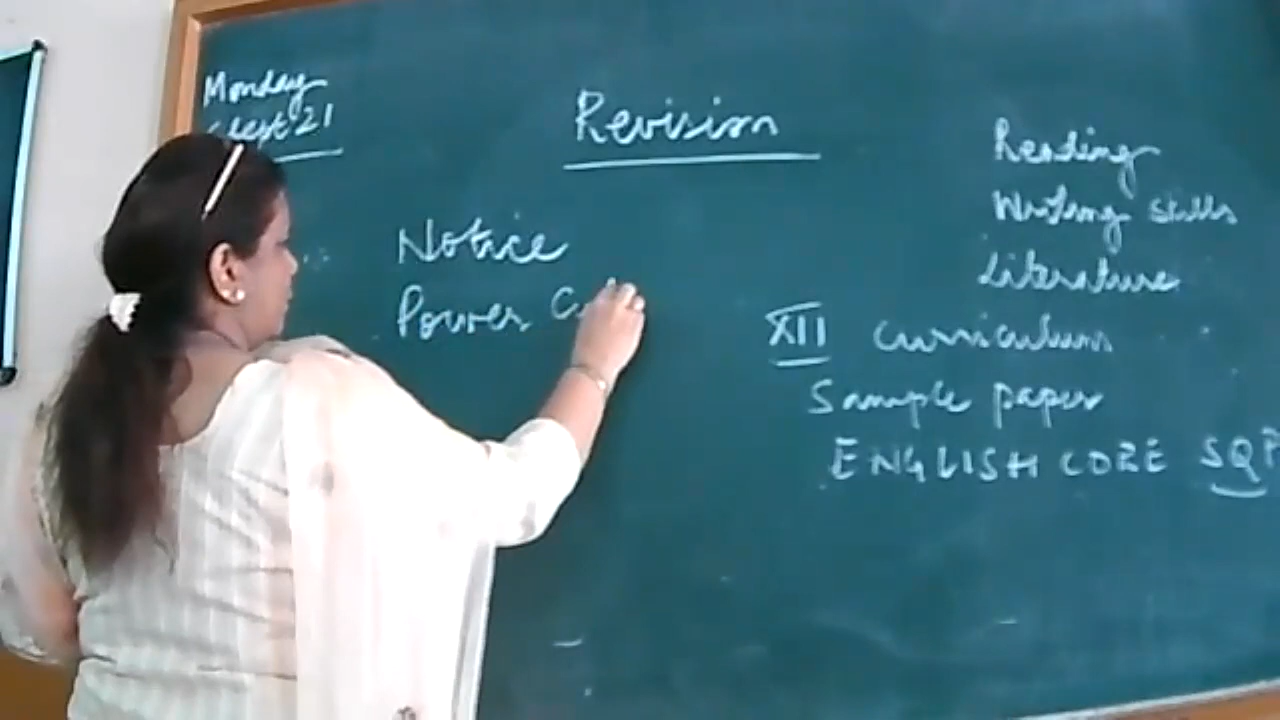 Monday
Sept 21
Revision
Notice
Power
Reading
Writing Skills
Literature
XII curriculum
Sample paper
ENGLISH CORE SQP